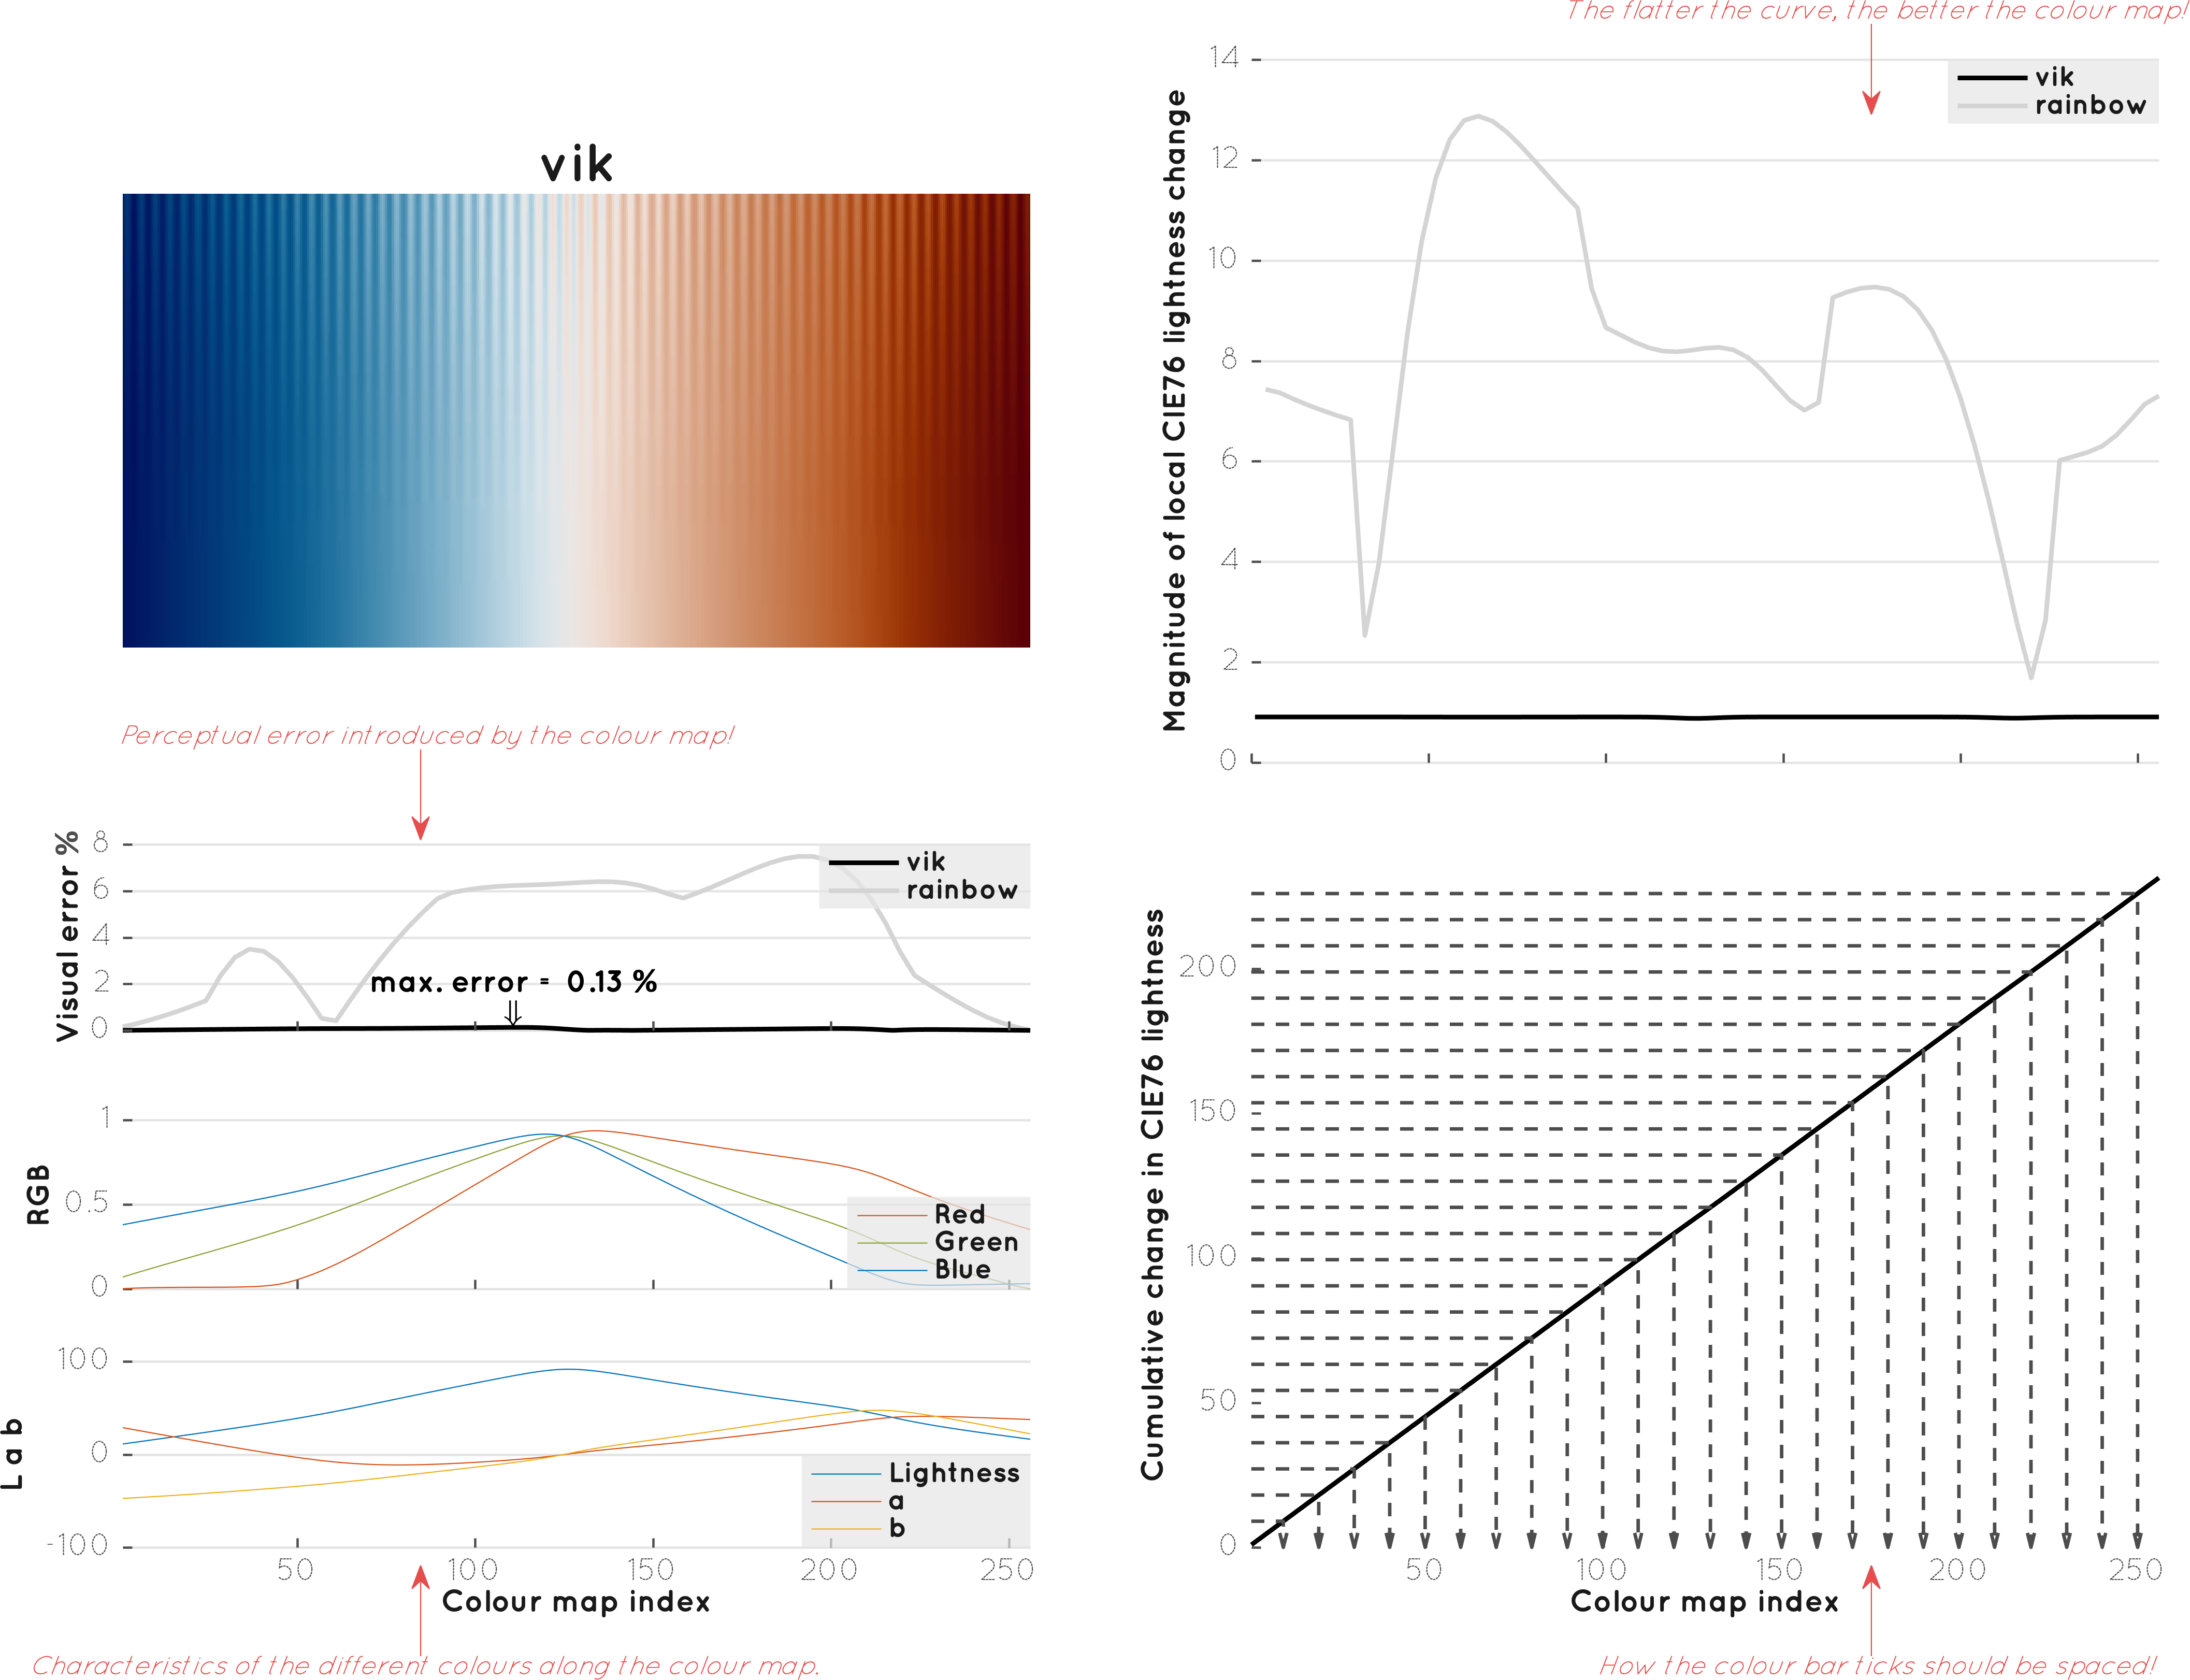 The flatter the curve, the better the colour map!
vik
Perceptual error introduced by the colour map!
Visual error %
8
6
4
2
0
vik
rainbow
max. error = 0.13 %
RGB
1
0.5
0
Red
Green
Blue
L a b
100
0
-100
Lightness
a
b
50
100
150
200
250
Colour map index
Characteristics of the different colours along the colour map.
Magnitude of local CIE76 lightness change
14
12
10
8
6
4
2
0
vik
rainbow
Cumulative change in CIE76 lightness
200
150
100
50
0
50
100
150
200
250
Colour map index
How the colour bar ticks should be spaced!